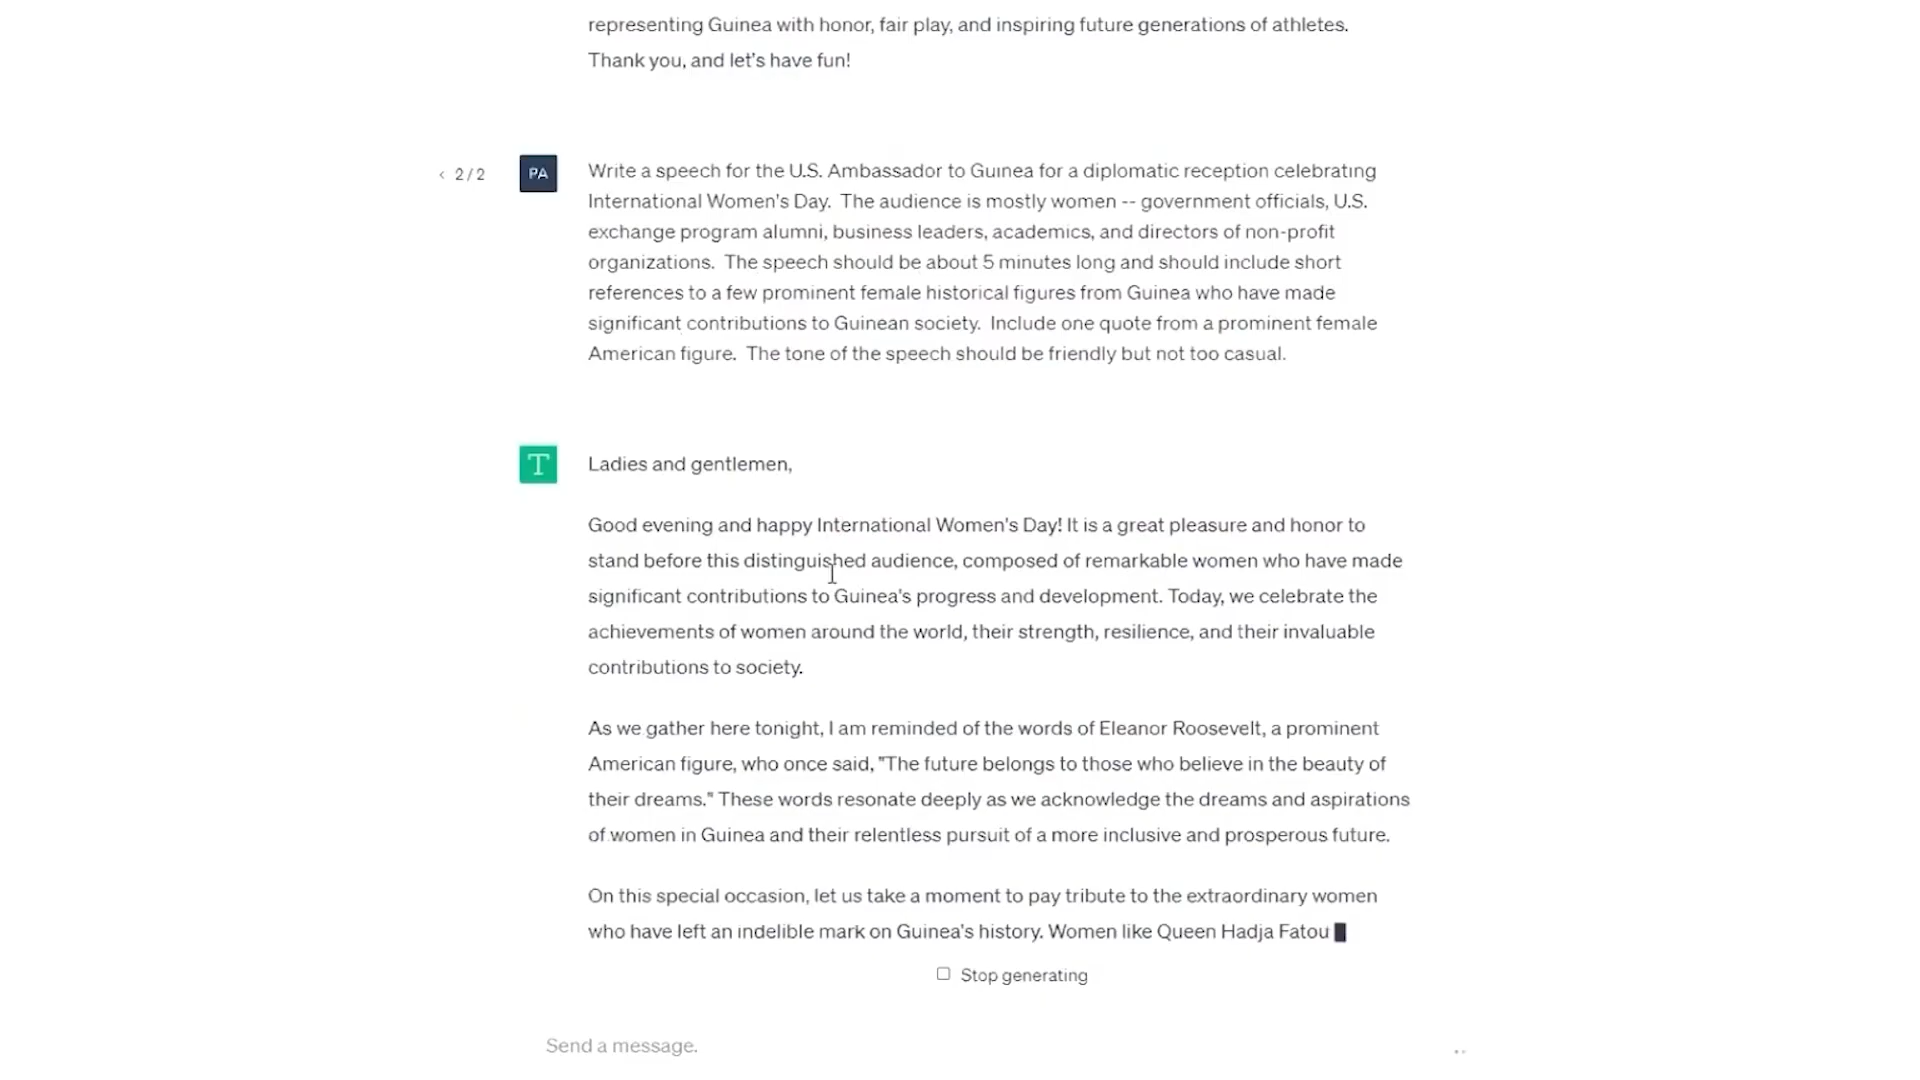 representing Guinea with honor, fair play, and inspiring future generations of athletes.
Thank you, and let's have fun!
< 2 / 2
PA
Write a speech for the U.S. Ambassador to Guinea for a diplomatic reception celebrating
International Women's Day.  The audience is mostly women -- government officials, U.S.
exchange program alumni, business leaders, academics, and directors of non-profit
organizations.  The speech should be about 5 minutes long and should include short
references to a few prominent female historical figures from Guinea who have made
significant contributions to Guinean society.  Include one quote from a prominent female
American figure.  The tone of the speech should be friendly but not too casual.
T
Ladies and gentlemen,
Good evening and happy International Women's Day! It is a great pleasure and honor to
stand before this distinguished audience, composed of remarkable women who have made
significant contributions to Guinea's progress and development. Today, we celebrate the
achievements of women around the world, their strength, resilience, and their invaluable
contributions to society.
As we gather here tonight, I am reminded of the words of Eleanor Roosevelt, a prominent
American figure, who once said, "The future belongs to those who believe in the beauty of
their dreams." These words resonate deeply as we acknowledge the dreams and aspirations
of women in Guinea and their relentless pursuit of a more inclusive and prosperous future.
On this special occasion, let us take a moment to pay tribute to the extraordinary women
who have left an indelible mark on Guinea's history. Women like Queen Hadja Fatou
Stop generating
Send a message.